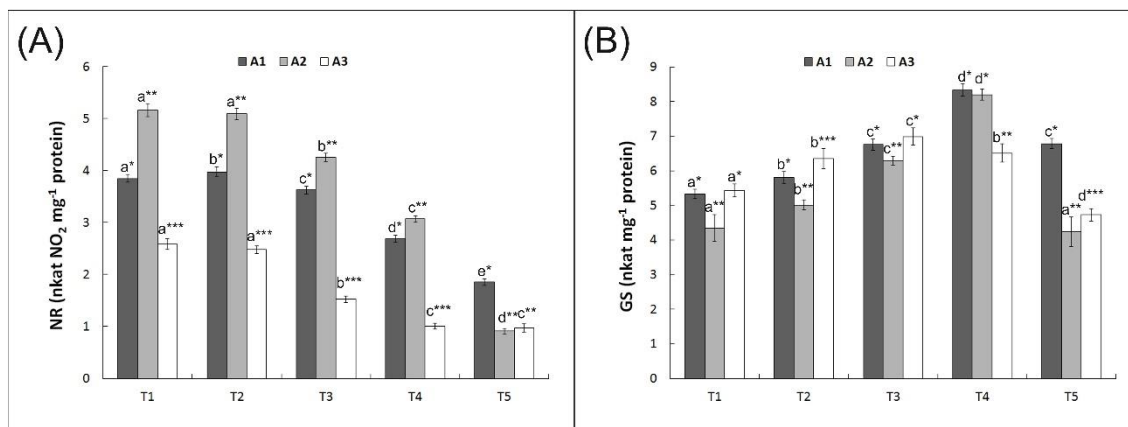 (A)
A1 A2 A3
NR (nkat NO2 mg-1 protein)
6
5
4
3
2
1
0
a* a** a***
b* a** a***
c* b** b***
d* c** c***
e* d** c**
T1 T2 T3 T4 T5
(B)
A1 A2 A3
GS (nkat mg-1 protein)
9
8
7
6
5
4
3
2
1
0
a* a** a*
b* b** b***
c* c** c*
d* d* b**
c* a** d***
T1 T2 T3 T4 T5